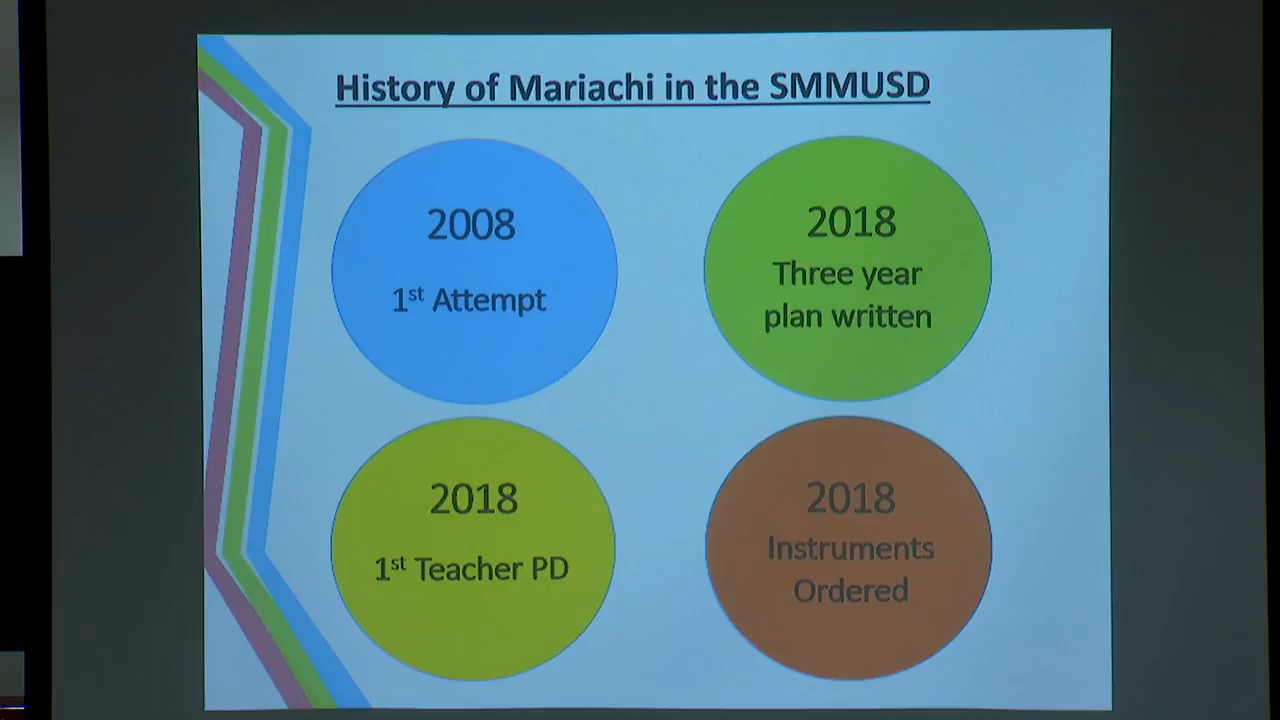 History of Mariachi in the SMMUSD
2008
1st Attempt
2018
Three year
plan written
2018
1st Teacher PD
2018
Instruments
Ordered